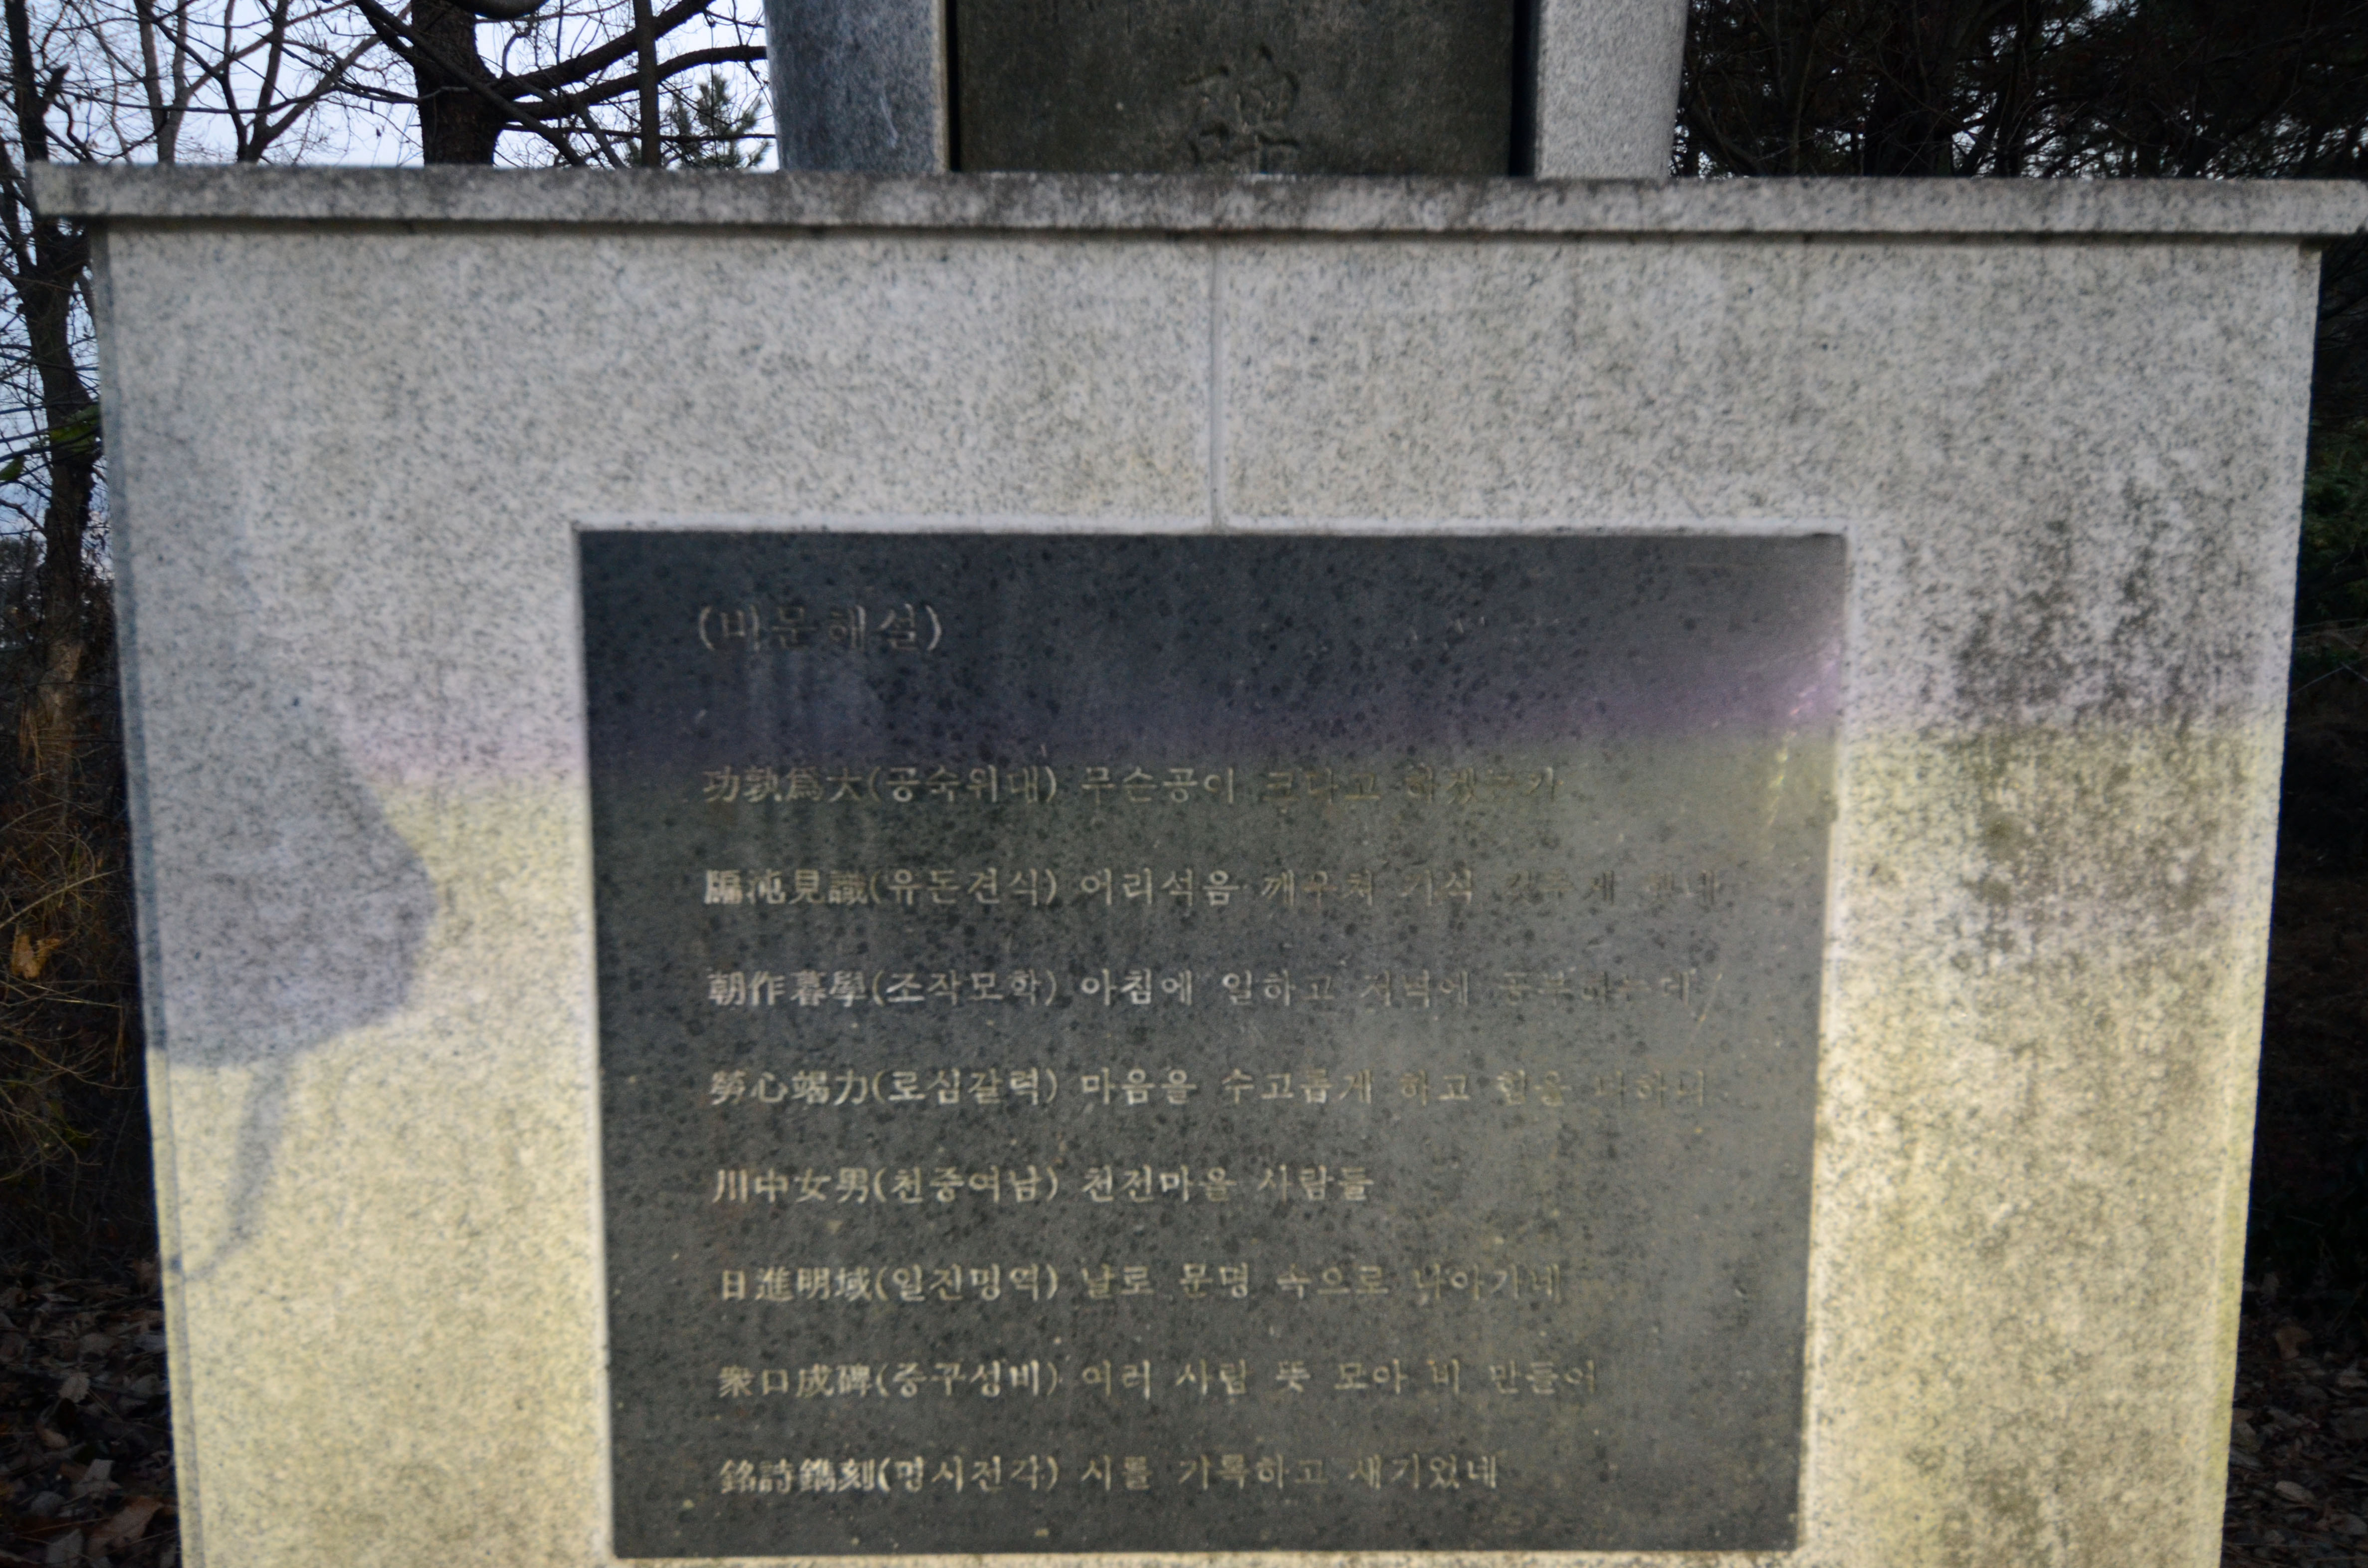 碑
(비문해설)
功孰爲大(공숙위대) 무슨공이 크다고 하겠는가
牖沌見識(유돈견식) 어리석음 깨우쳐 기식 갖추게 했네
朝作暮學(조작모학) 아침에 일하고 저녁에 공부하는데
勞心竭力(로심갈력) 마음을 수고롭게 하고 힘을 다하니
川中女男(천중여남) 천전마을 사람들
日進明域(일진명역) 날로 문명 속으로 나아가네
衆口成碑(중구성비) 여러 사람 뜻 모아 비 만들어
銘詩鐫刻(명시전각) 시를 기록하고 새기었네